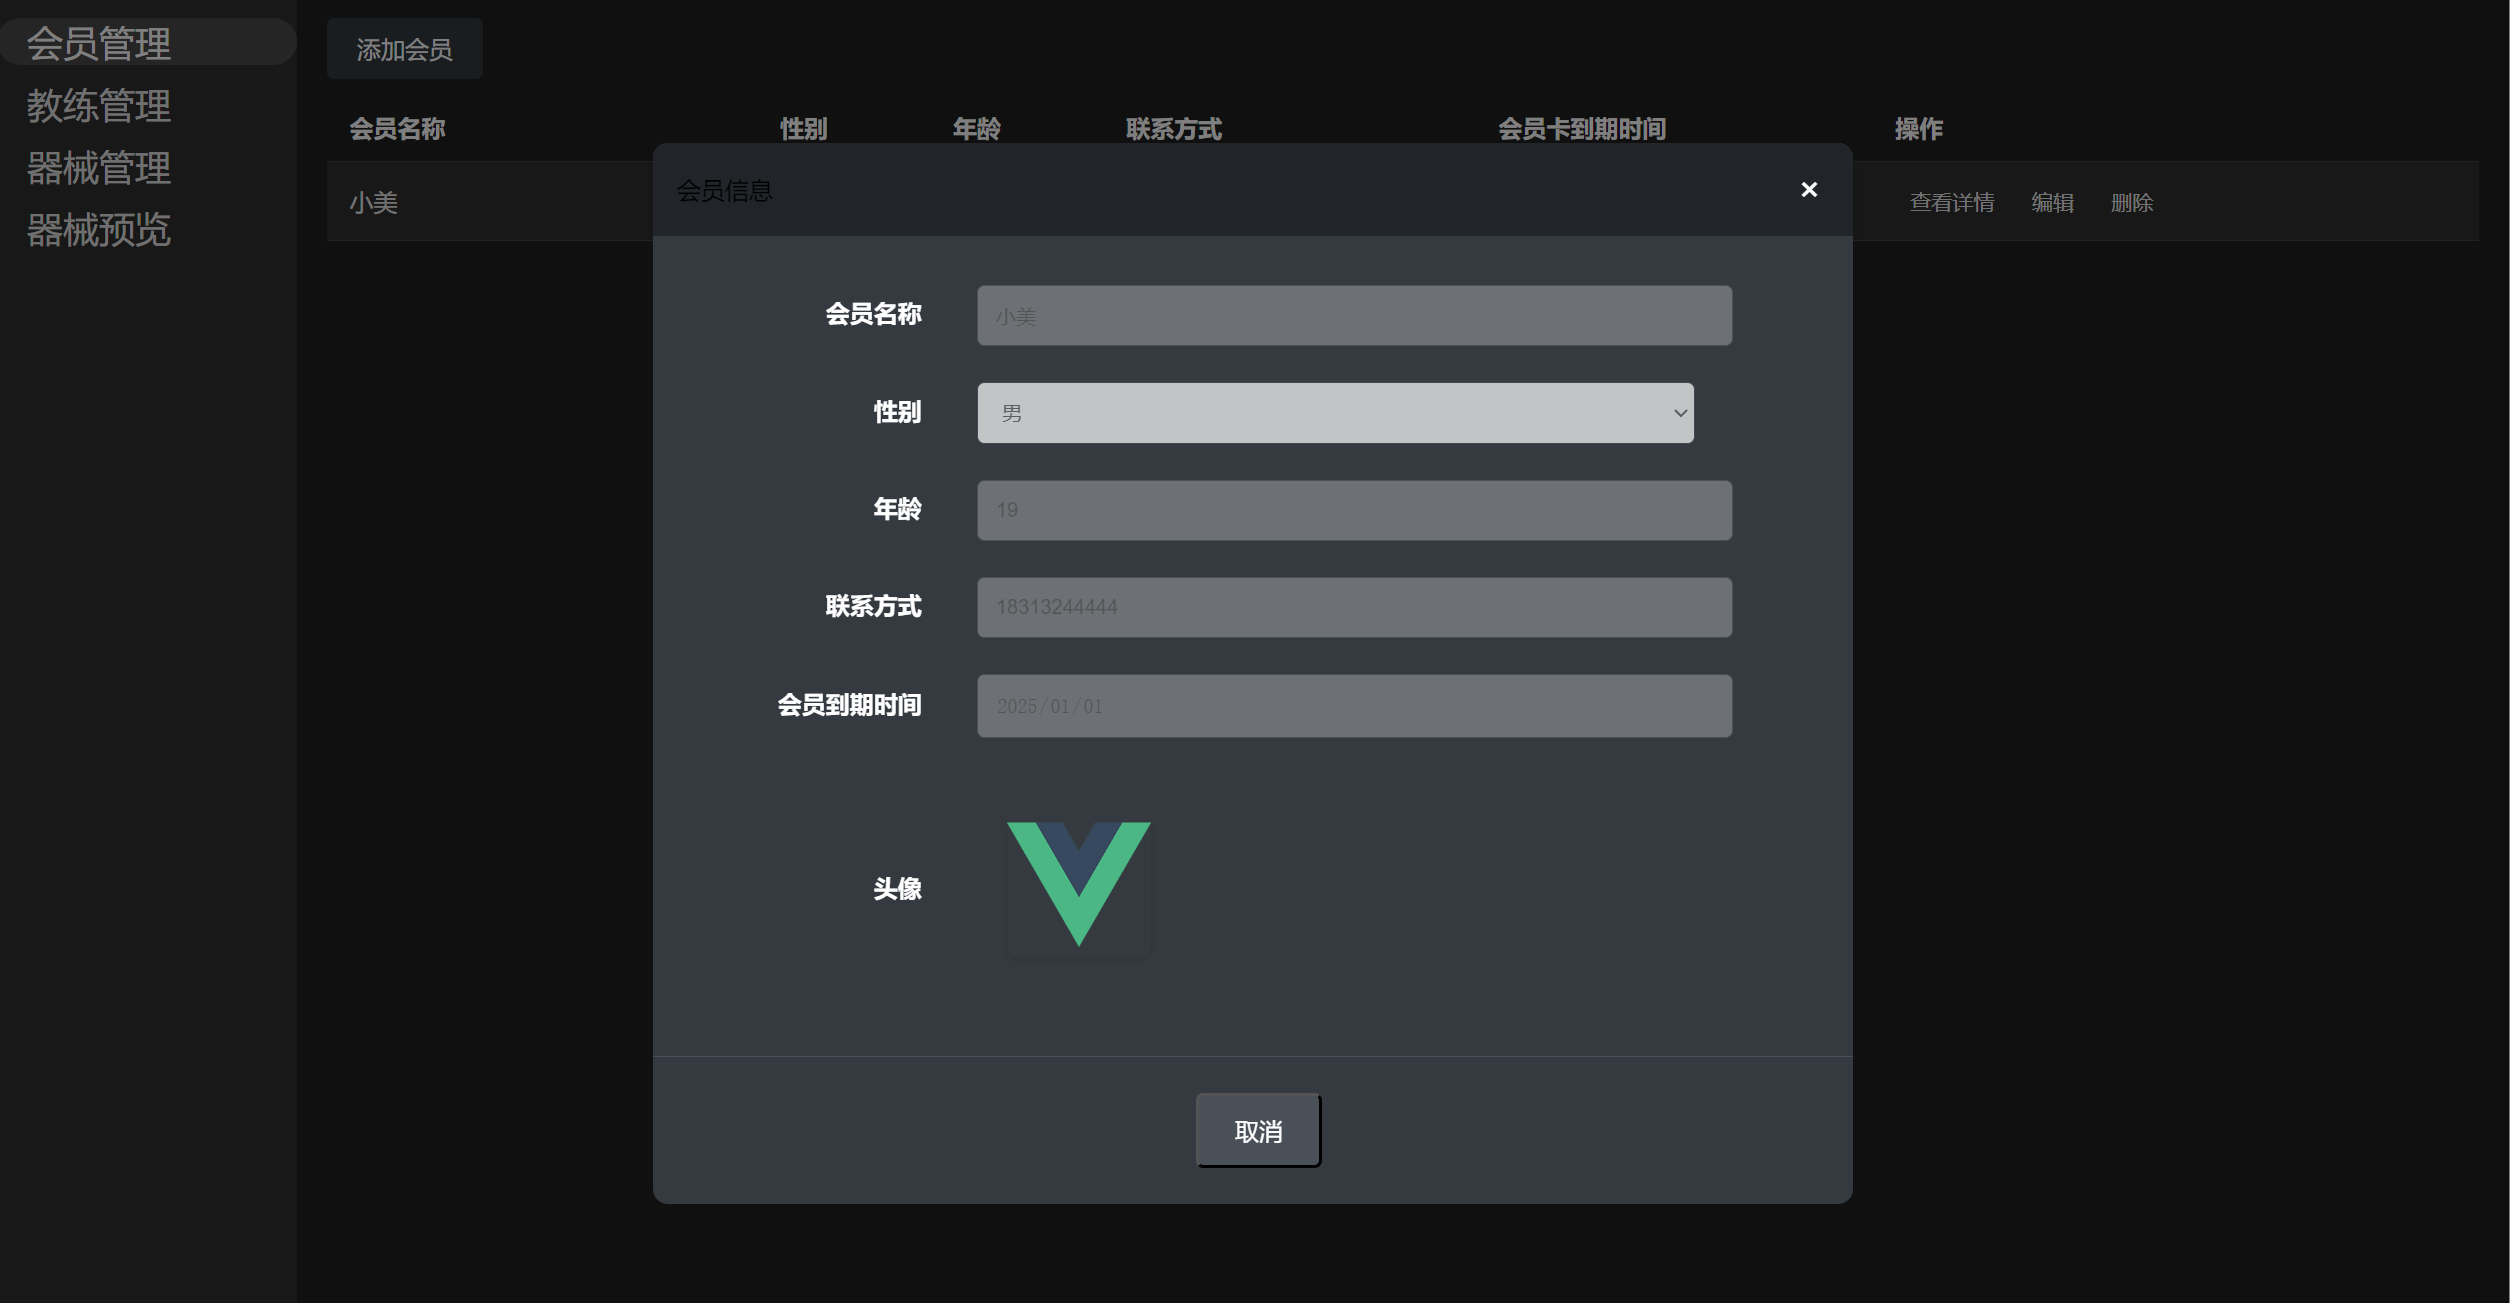 会员管理
教练管理
器械管理
器械预览
添加会员
会员名称 性别 年龄 联系方式 会员卡到期时间 操作
小美 查看详情 编辑 删除
会员信息 ×
会员名称 小美
性别 男
年龄 19
联系方式 18313244444
会员到期时间 2025/01/01
头像
取消